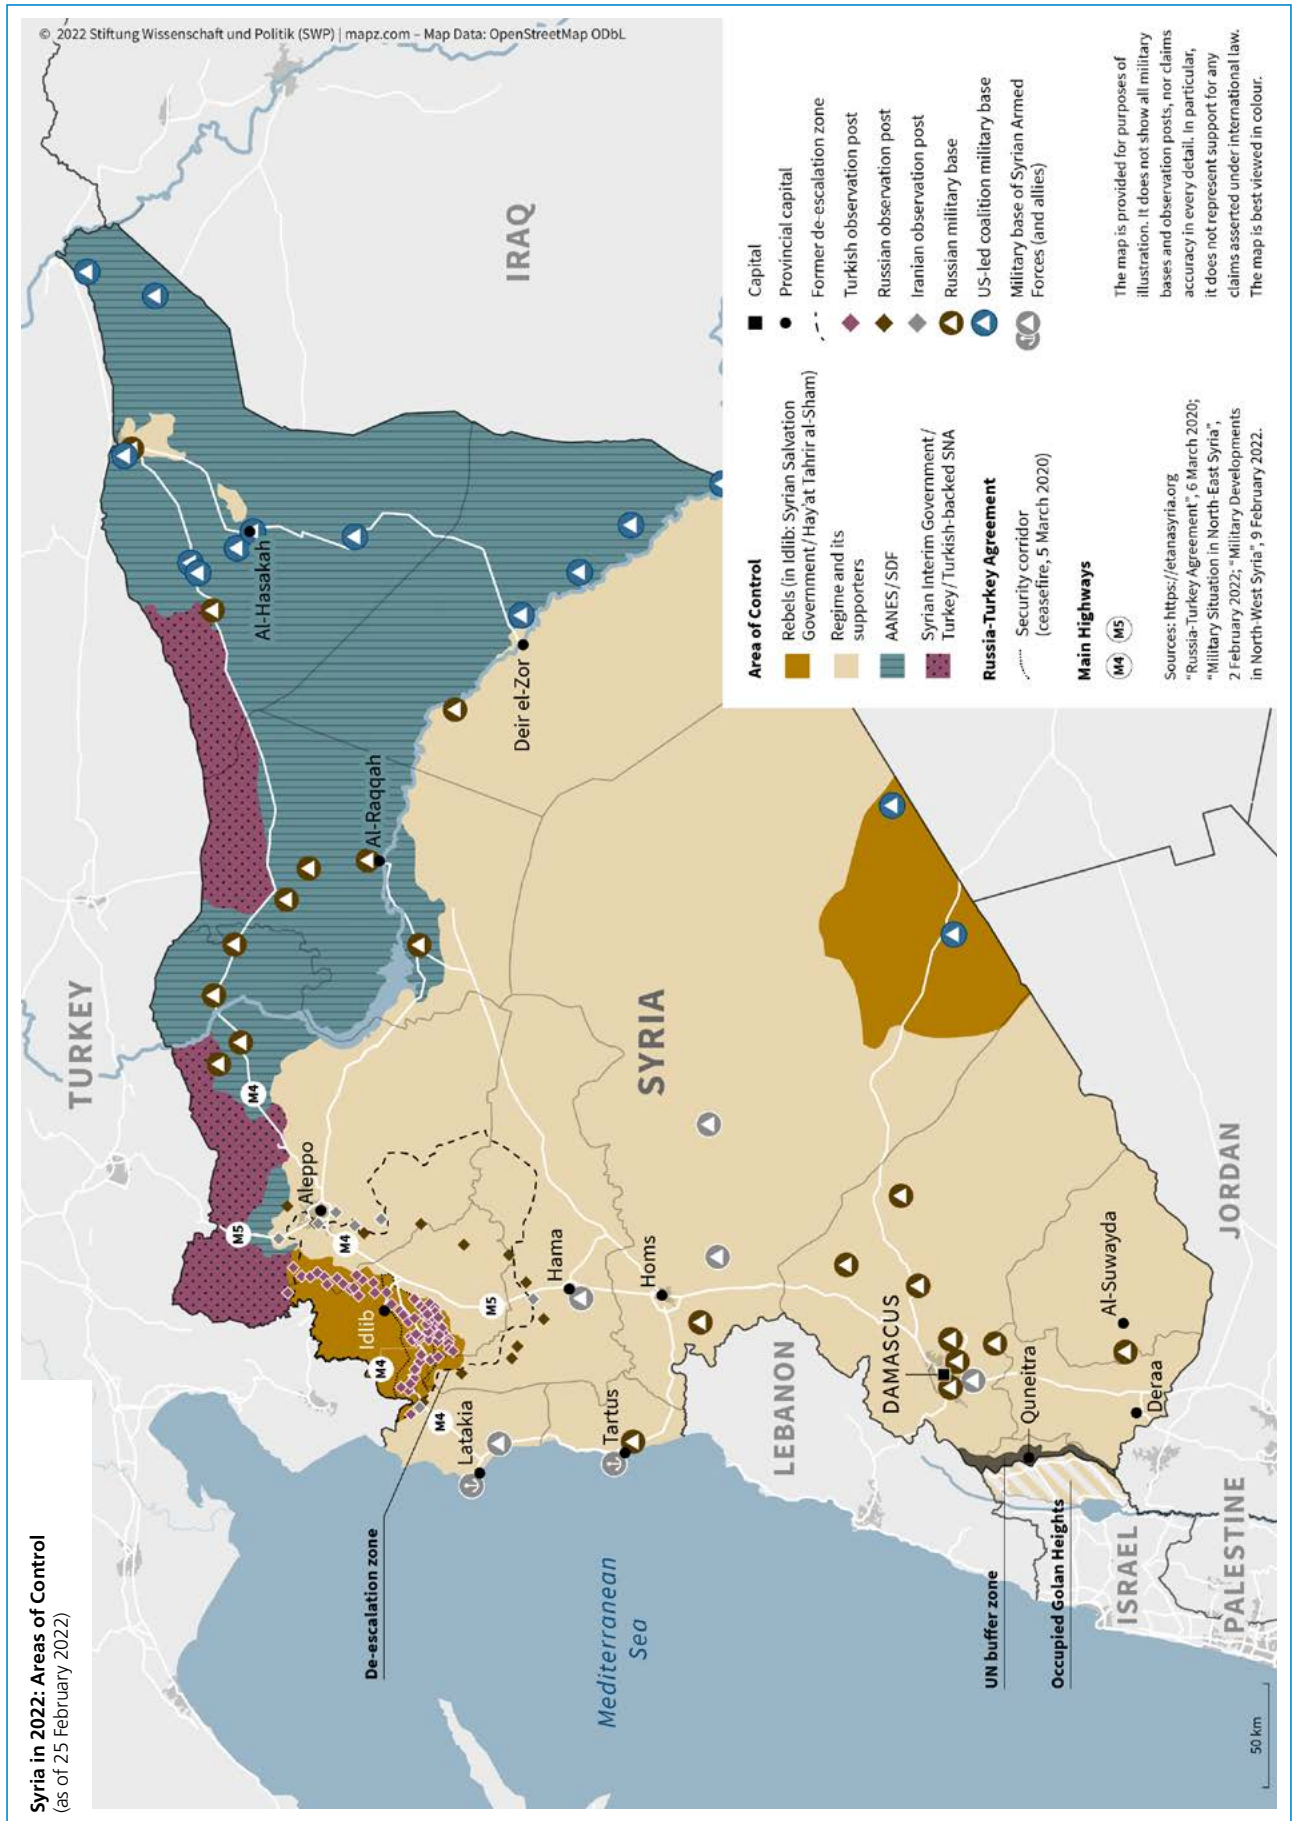 Syria in 2022: Areas of Control
(as of 25 February 2022)
© 2022 Stiftung Wissenschaft und Politik (SWP) | mapz.com – Map Data: OpenStreetMap ODbL
TURKEY
IRAQ
SYRIA
LEBANON
JORDAN
ISRAEL
PALESTINE
Mediterranean
Sea
De-escalation zone
UN buffer zone
Occupied Golan Heights
Al-Hasakah
Al-Raqqah
Deir el-Zor
Aleppo
Idlib
Latakia
Tartus
Hama
Homs
DAMASCUS
Quneitra
Al-Suwayda
Deraa
M4
M5
M4
M4
M4
M5
50 km
Area of Control
Rebels (in Idlib: Syrian Salvation
Government/Hay'at Tahrir al-Sham)
Regime and its
supporters
AANES/SDF
Syrian Interim Government/
Turkey/Turkish-backed SNA
Russia-Turkey Agreement
Security corridor
(ceasefire, 5 March 2020)
Main Highways
M4 M5
Sources: https://etanasyria.org
"Russia-Turkey Agreement", 6 March 2020;
"Military Situation in North-East Syria",
2 February 2022; "Military Developments
in North-West Syria", 9 February 2022.
Capital
Provincial capital
Former de-escalation zone
Turkish observation post
Russian observation post
Iranian observation post
Russian military base
US-led coalition military base
Military base of Syrian Armed
Forces (and allies)
The map is provided for purposes of
illustration. It does not show all military
bases and observation posts, nor claims
accuracy in every detail. In particular,
it does not represent support for any
claims asserted under international law.
The map is best viewed in colour.